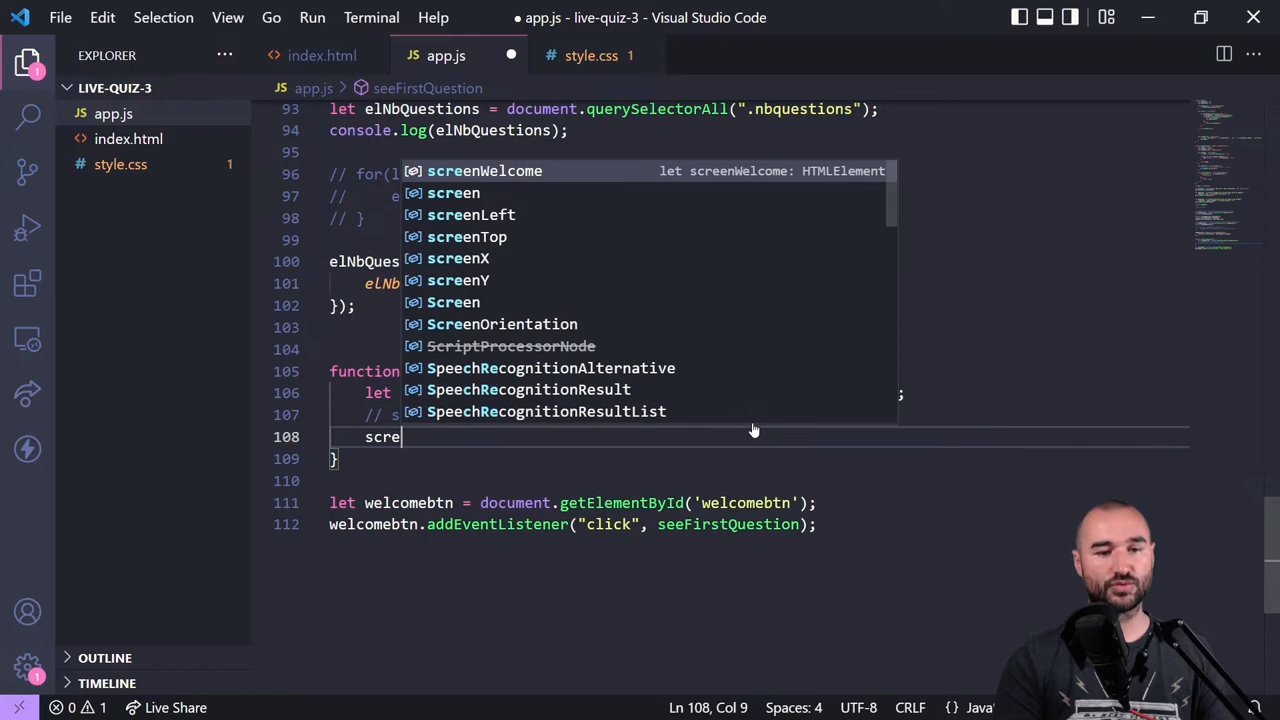 File Edit Selection View Go Run Terminal Help
● app.js - live-quiz-3 - Visual Studio Code
EXPLORER
index.html
JS app.js
# style.css 1
LIVE-QUIZ-3
JS app.js
index.html
# style.css 1
OUTLINE
TIMELINE
JS app.js > seeFirstQuestion
93 let elNbQuestions = document.querySelectorAll(".nbquestions");
94 console.log(elNbQuestions);
95
96 // for(l
97 // e
98 // }
99
100 elNbQues
101 elNb
102 });
103
104
105 function
106 let ;
107 // s
108 scre
109 }
110
111 let welcomebtn = document.getElementById('welcomebtn');
112 welcomebtn.addEventListener("click", seeFirstQuestion);
screenWelcome let screenWelcome: HTMLElement
screen
screenLeft
screenTop
screenX
screenY
Screen
ScreenOrientation
ScriptProcessorNode
SpeechRecognitionAlternative
SpeechRecognitionResult
SpeechRecognitionResultList
1
1
0 1 Live Share
Ln 108, Col 9 Spaces: 4 UTF-8 CRLF {} Java